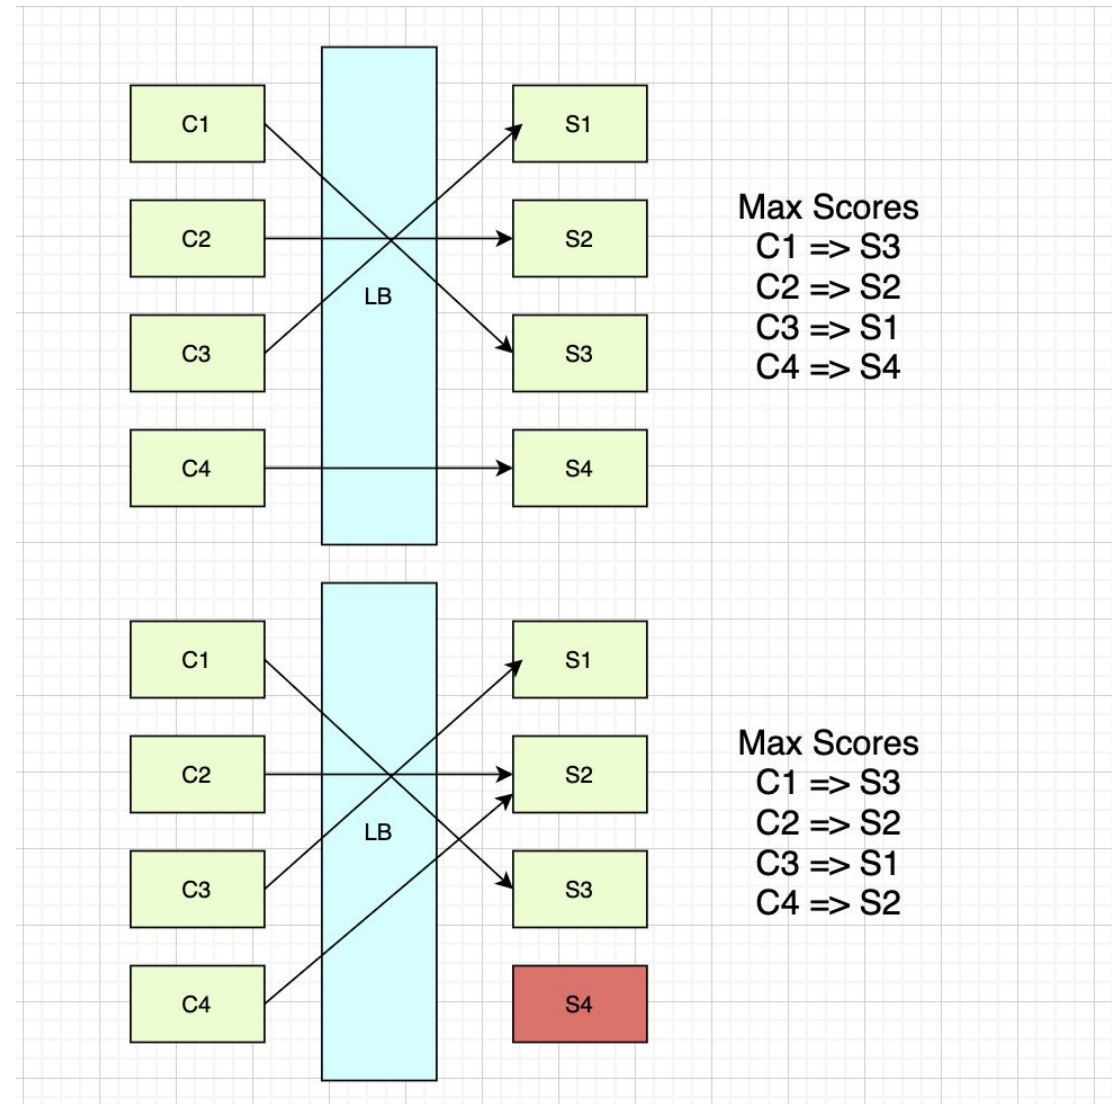 C1
S1
C2
S2
LB
C3
S3
C4
S4
Max Scores
C1 => S3
C2 => S2
C3 => S1
C4 => S4
C1
S1
C2
S2
LB
C3
S3
C4
S4
Max Scores
C1 => S3
C2 => S2
C3 => S1
C4 => S2